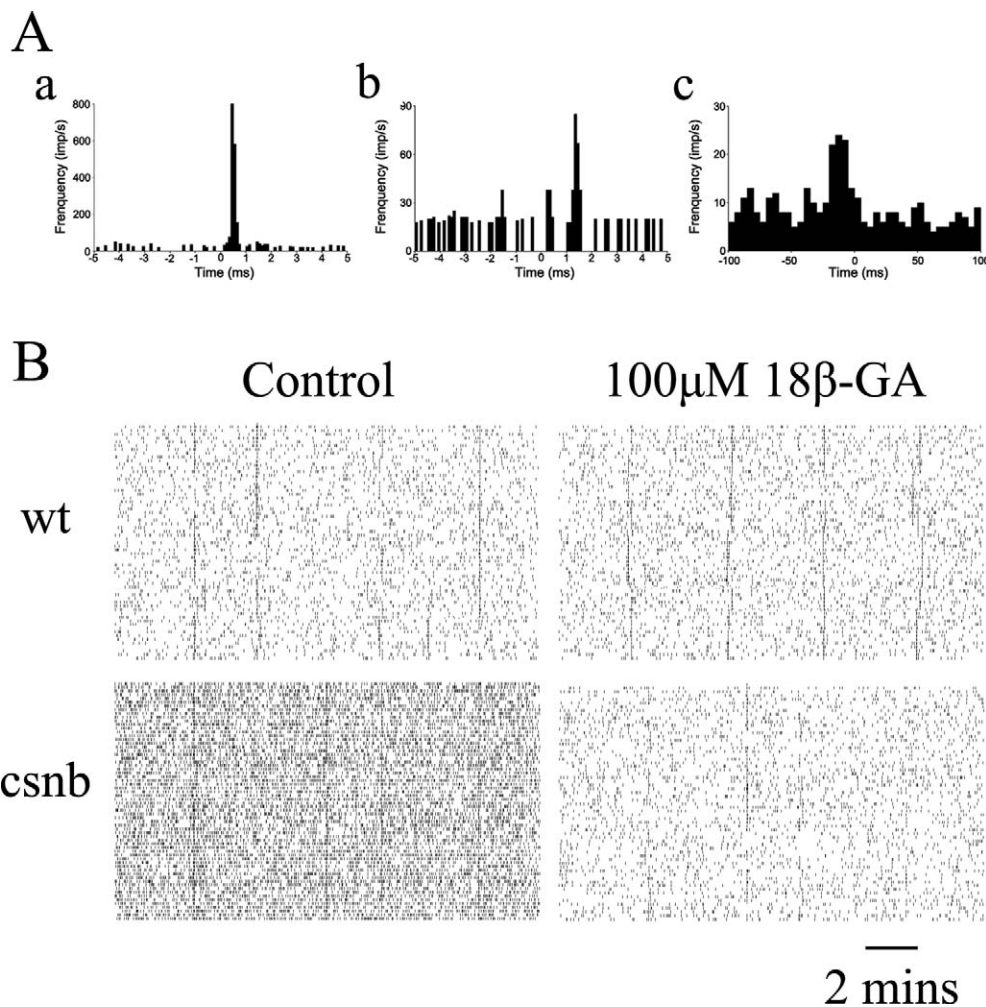 A
a
b
c
Frenquency (imp/s)
800
600
400
200
0
-5 -4 -3 -2 -1 0 1 2 3 4 5
Time (ms)
Frenquency (imp/s)
90
60
30
0
-5 -4 -3 -2 -1 0 1 2 3 4 5
Time (ms)
Frenquency (imp/s)
30
20
10
0
-100 -50 0 50 100
Time (ms)
B
Control
100μM 18β-GA
wt
csnb
2 mins